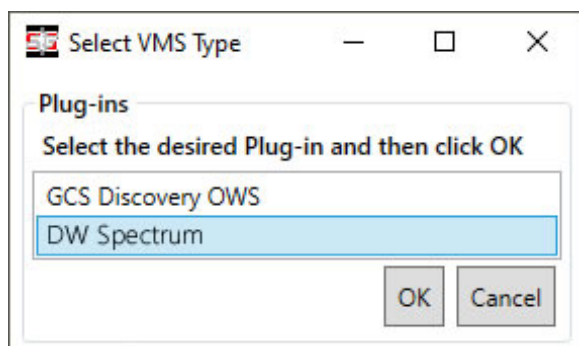 Select VMS Type
Plug-ins
Select the desired Plug-in and then click OK
GCS Discovery OWS
DW Spectrum
OK Cancel